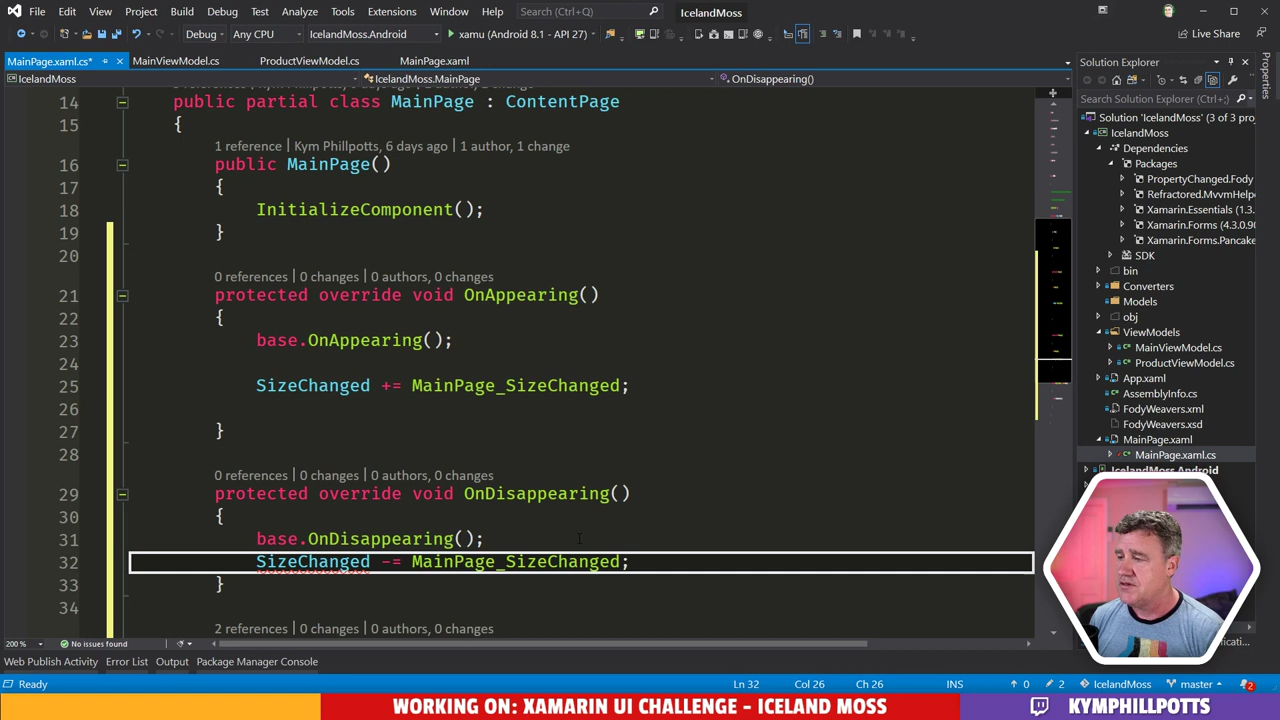 File Edit View Project Build Debug Test Analyze Tools Extensions Window Help Search (Ctrl+Q) IcelandMoss
Debug Any CPU IcelandMoss.Android xamu (Android 8.1 - API 27) Live Share
MainPage.xaml.cs* MainViewModel.cs ProductViewModel.cs MainPage.xaml
IcelandMoss IcelandMoss.MainPage OnDisappearing()
14 public partial class MainPage : ContentPage
15 {
1 reference | Kym Phillpotts, 6 days ago | 1 author, 1 change
16 public MainPage()
17 {
18 InitializeComponent();
19 }
20
0 references | 0 changes | 0 authors, 0 changes
21 protected override void OnAppearing()
22 {
23 base.OnAppearing();
24
25 SizeChanged += MainPage_SizeChanged;
26
27 }
28
0 references | 0 changes | 0 authors, 0 changes
29 protected override void OnDisappearing()
30 {
31 base.OnDisappearing();
32 SizeChanged -= MainPage_SizeChanged;
33 }
34
2 references | 0 changes | 0 authors, 0 changes
200 % No issues found
Web Publish Activity Error List Output Package Manager Console
Ready Ln 32 Col 26 Ch 26 INS 0 2 IcelandMoss master 2
Solution Explorer
Search Solution Explorer (Ctrl+;)
Solution 'IcelandMoss' (3 of 3 proj
IcelandMoss
Dependencies
Packages
PropertyChanged.Fody
Refractored.MvvmHelpe
Xamarin.Essentials (1.3.
Xamarin.Forms (4.3.0.90
Xamarin.Forms.Pancake
SDK
bin
Converters
Models
obj
ViewModels
MainViewModel.cs
ProductViewModel.cs
App.xaml
AssemblyInfo.cs
FodyWeavers.xml
FodyWeavers.xsd
MainPage.xaml
MainPage.xaml.cs
IcelandMoss.Android
Properties
WORKING ON: XAMARIN UI CHALLENGE - ICELAND MOSS
KYMPHILLPOTTS